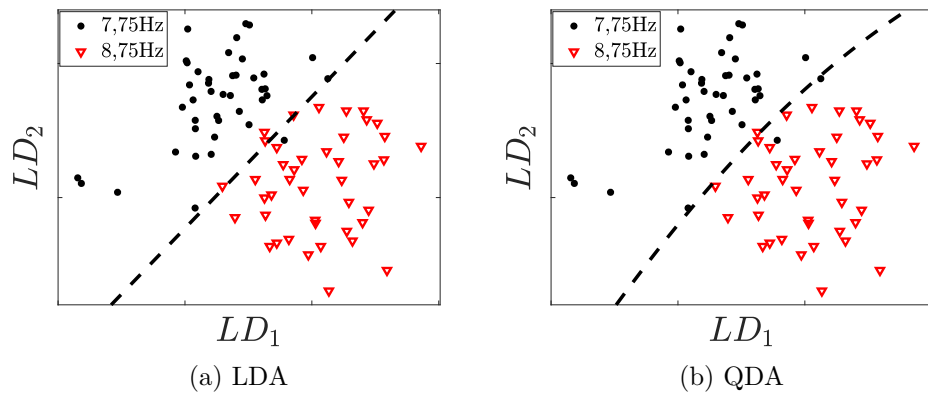 7,75Hz
8,75Hz
LD2
LD1
(a) LDA
7,75Hz
8,75Hz
LD2
LD1
(b) QDA